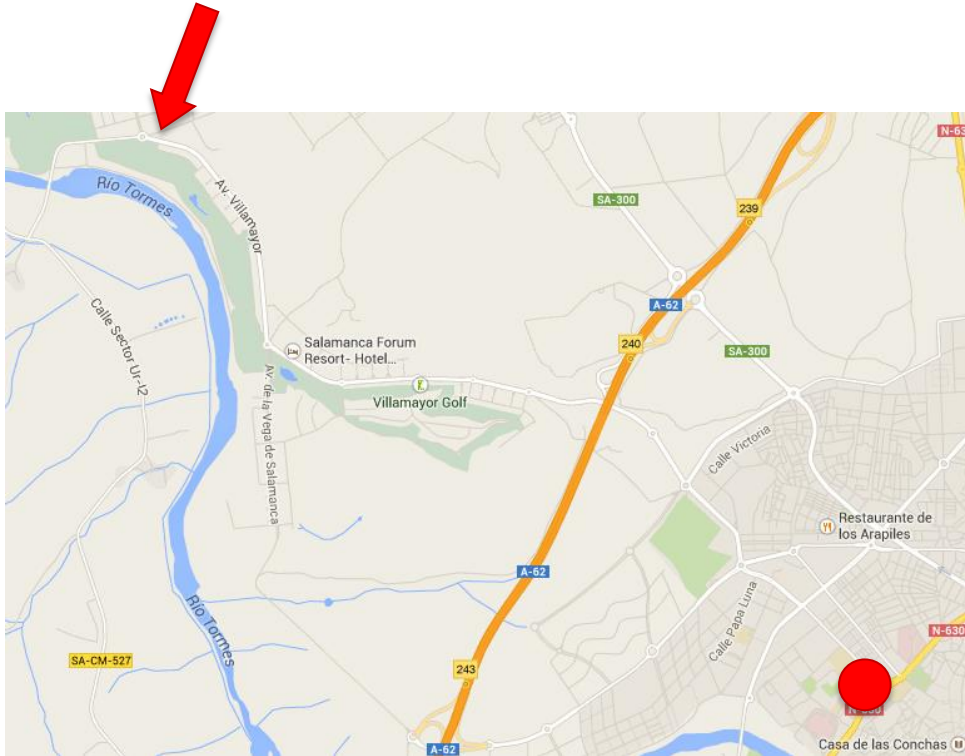 N-63
Río Tormes
Av. Villamayor
SA-300
239
A-62
Calle Sector Ur-I2
Salamanca Forum
Resort- Hotel...
240
SA-300
Villamayor Golf
Av. de la Vega de Salamanca
Calle Victoria
Restaurante de
los Arapiles
A-62
Calle Papa Luna
Río Tormes
N-630
SA-CM-527
243
A-62
Casa de las Conchas